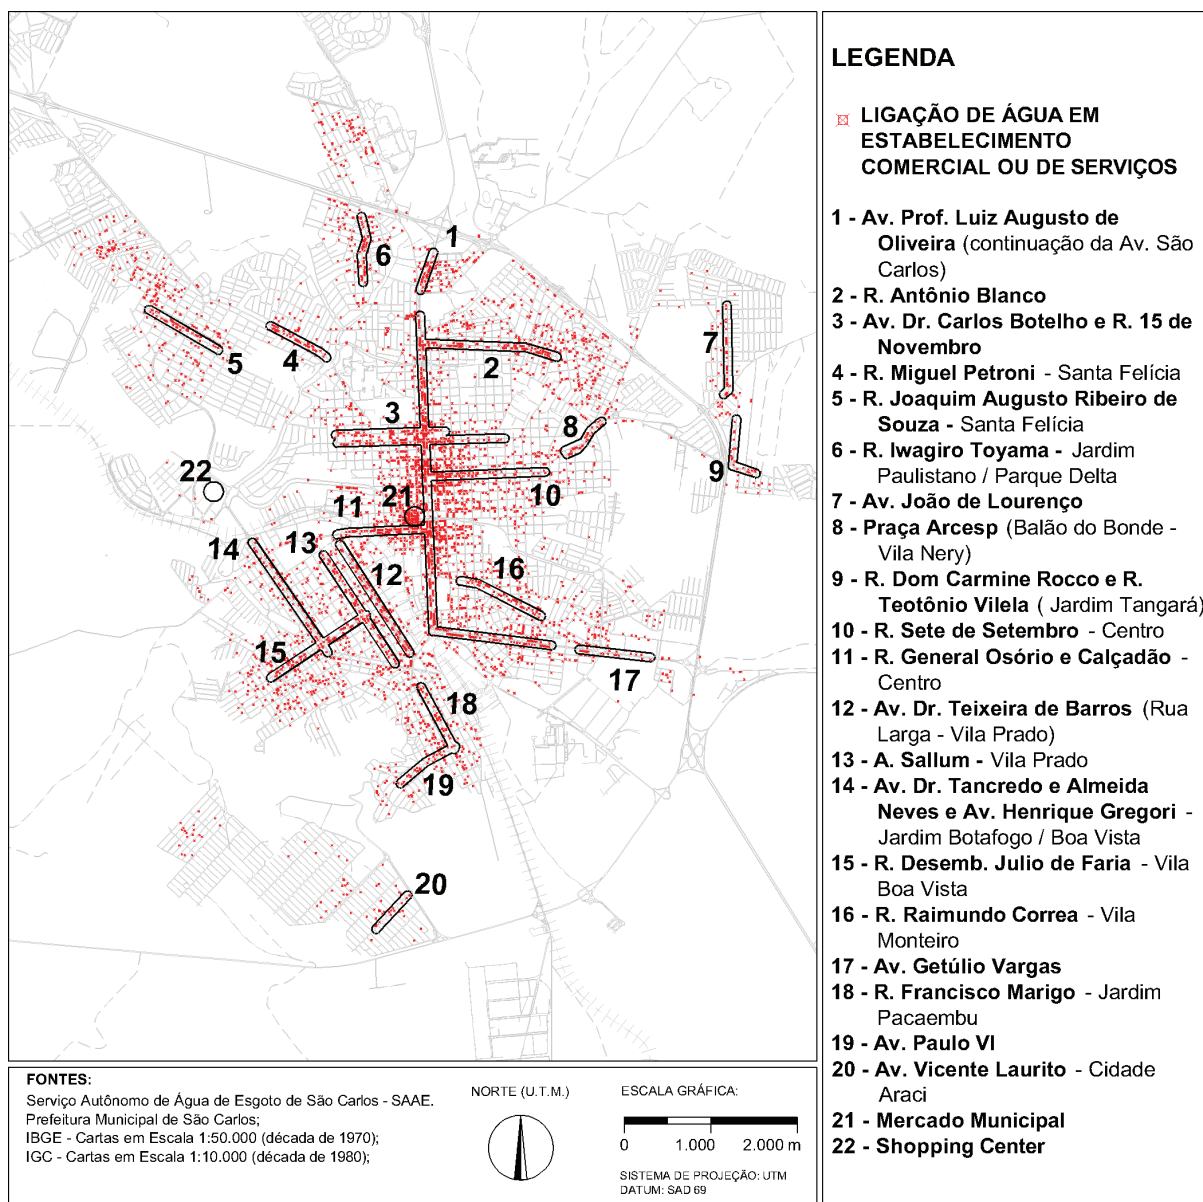 1
6
7
5
4
2
3
8
9
22
21
10
11
14
13
12
16
15
17
18
19
20
LEGENDA
LIGAÇÃO DE ÁGUA EM
ESTABELECIMENTO
COMERCIAL OU DE SERVIÇOS
1 - Av. Prof. Luiz Augusto de
Oliveira (continuação da Av. São
Carlos)
2 - R. Antônio Blanco
3 - Av. Dr. Carlos Botelho e R. 15 de
Novembro
4 - R. Miguel Petroni - Santa Felícia
5 - R. Joaquim Augusto Ribeiro de
Souza - Santa Felícia
6 - R. Iwagiro Toyama - Jardim
Paulistano / Parque Delta
7 - Av. João de Lourenço
8 - Praça Arcesp (Balão do Bonde -
Vila Nery)
9 - R. Dom Carmine Rocco e R.
Teotônio Vilela ( Jardim Tangará)
10 - R. Sete de Setembro - Centro
11 - R. General Osório e Calçadão -
Centro
12 - Av. Dr. Teixeira de Barros (Rua
Larga - Vila Prado)
13 - A. Sallum - Vila Prado
14 - Av. Dr. Tancredo e Almeida
Neves e Av. Henrique Gregori -
Jardim Botafogo / Boa Vista
15 - R. Desemb. Julio de Faria - Vila
Boa Vista
16 - R. Raimundo Correa - Vila
Monteiro
17 - Av. Getúlio Vargas
18 - R. Francisco Marigo - Jardim
Pacaembu
19 - Av. Paulo VI
20 - Av. Vicente Laurito - Cidade
Araci
21 - Mercado Municipal
22 - Shopping Center
FONTES:
Serviço Autônomo de Água de Esgoto de São Carlos - SAAE.
Prefeitura Municipal de São Carlos;
IBGE - Cartas em Escala 1:50.000 (década de 1970);
IGC - Cartas em Escala 1:10.000 (década de 1980);
NORTE (U.T.M.)
ESCALA GRÁFICA:
0 1.000 2.000 m
SISTEMA DE PROJEÇÃO: UTM
DATUM: SAD 69